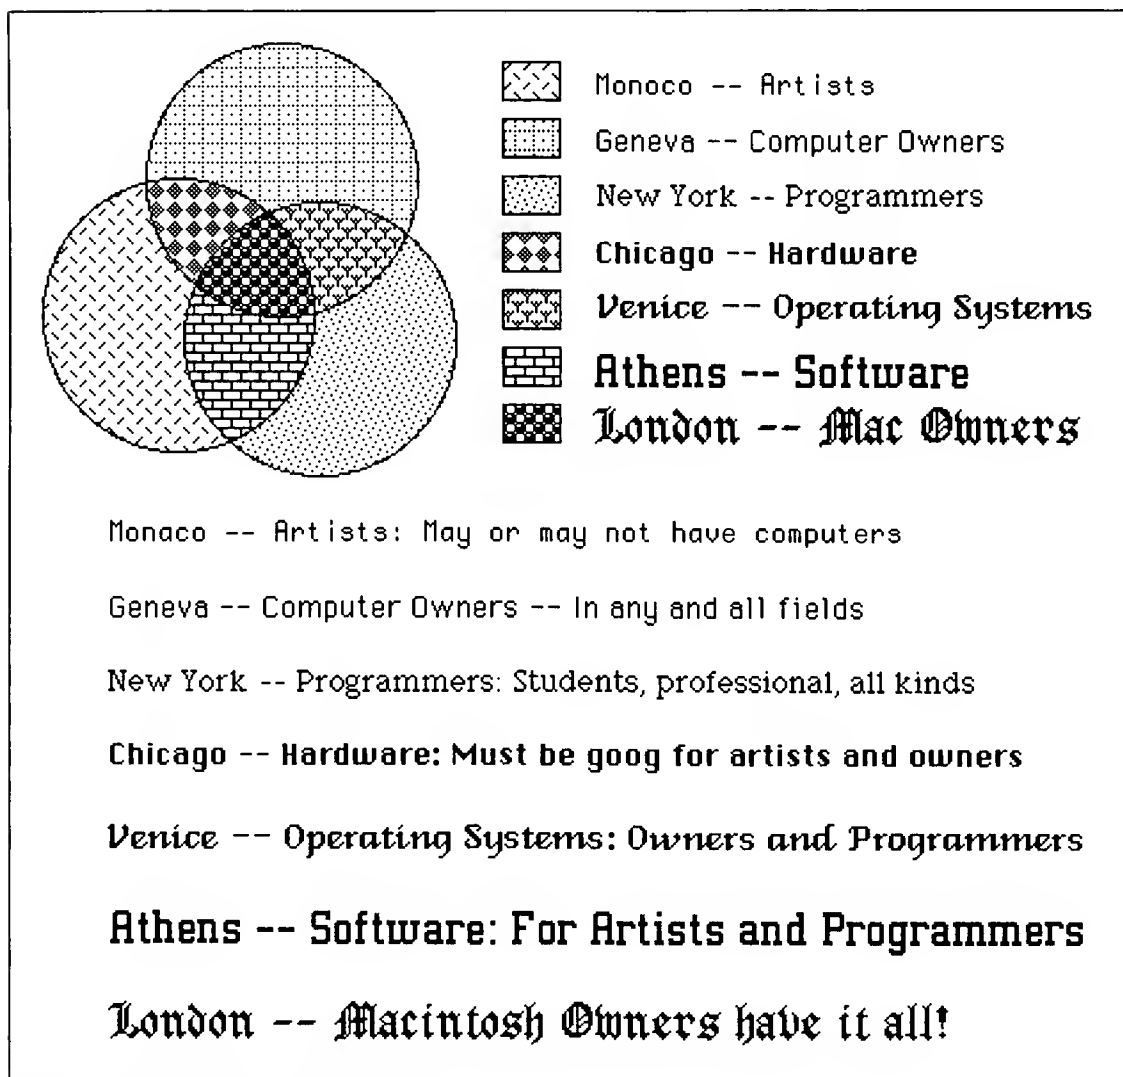 Monoco -- Artists
Geneva -- Computer Owners
New York -- Programmers
Chicago -- Hardware
Venice -- Operating Systems
Athens -- Software
London -- Mac Owners
Monaco -- Artists: May or may not have computers
Geneva -- Computer Owners -- In any and all fields
New York -- Programmers: Students, professional, all kinds
Chicago -- Hardware: Must be goog for artists and owners
Venice -- Operating Systems: Owners and Programmers
Athens -- Software: For Artists and Programmers
London -- Macintosh Owners have it all!